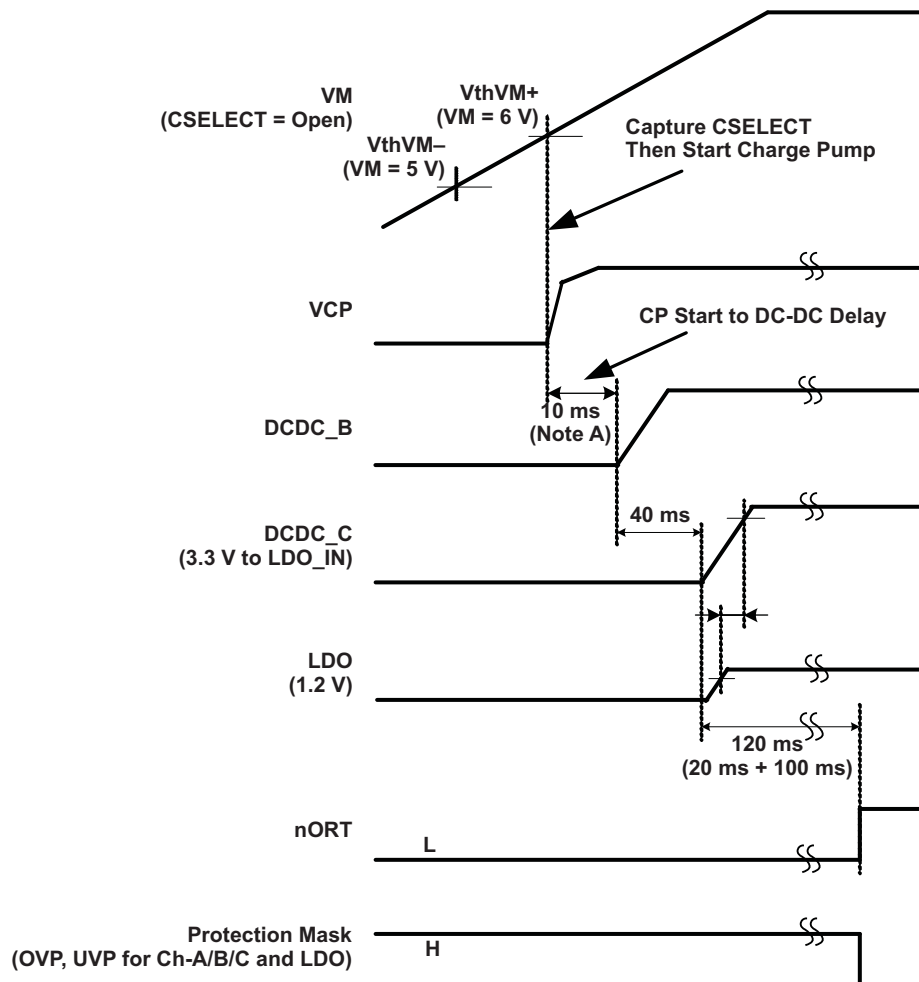 VM
(CSELECT = Open)
VthVM+
(VM = 6 V)
VthVM–
(VM = 5 V)
Capture CSELECT
Then Start Charge Pump
VCP
CP Start to DC-DC Delay
10 ms
(Note A)
DCDC_B
40 ms
DCDC_C
(3.3 V to LDO_IN)
LDO
(1.2 V)
120 ms
(20 ms + 100 ms)
nORT
L
Protection Mask
(OVP, UVP for Ch-A/B/C and LDO)
H